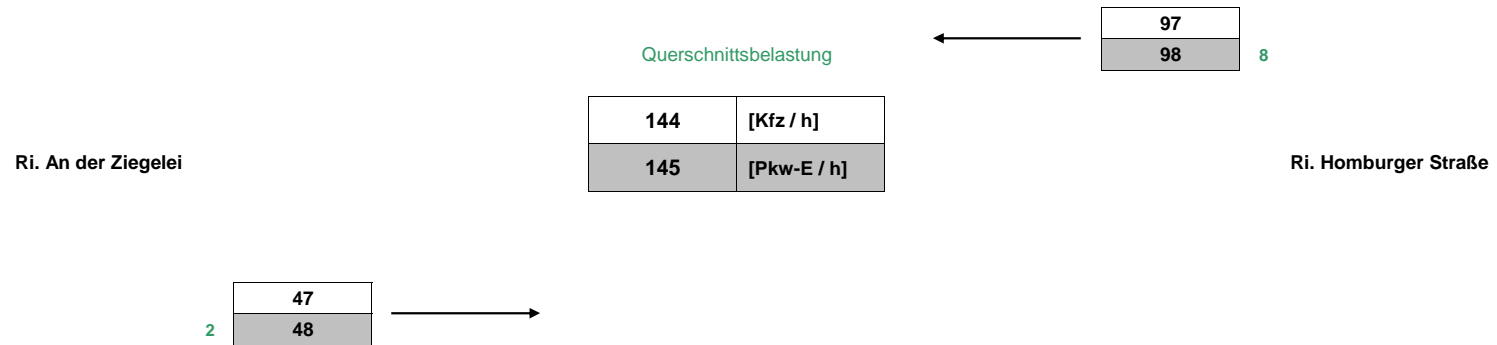 97
98 8
Querschnittsbelastung
144 [Kfz / h]
145 [Pkw-E / h]
Ri. An der Ziegelei
Ri. Homburger Straße
47
2 48